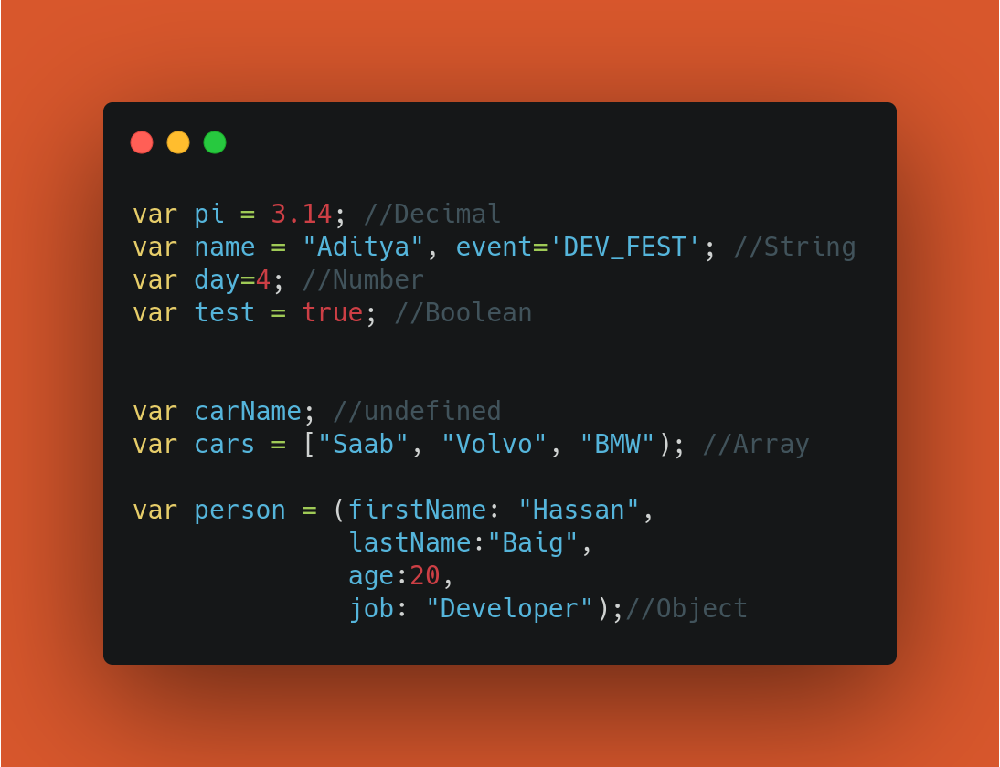 var pi = 3.14; //Decimal
var name = "Aditya", event='DEV_FEST'; //String
var day=4; //Number
var test = true; //Boolean
var carName; //undefined
var cars = ["Saab", "Volvo", "BMW"); //Array
var person = (firstName: "Hassan",
lastName:"Baig",
age:20,
job: "Developer");//Object